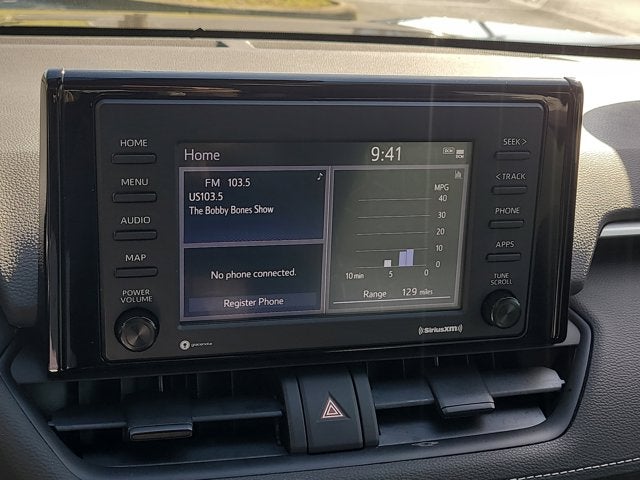 HOME
MENU
AUDIO
MAP
POWER
VOLUME
Home 9:41
DCM
FM 103.5
US103.5
The Bobby Bones Show
No phone connected.
Register Phone
MPG
40
30
20
10
0
10 min 5 0
Range 129 miles
SEEK >
< TRACK
PHONE
APPS
TUNE
SCROLL
gracenote
((SiriusXM))